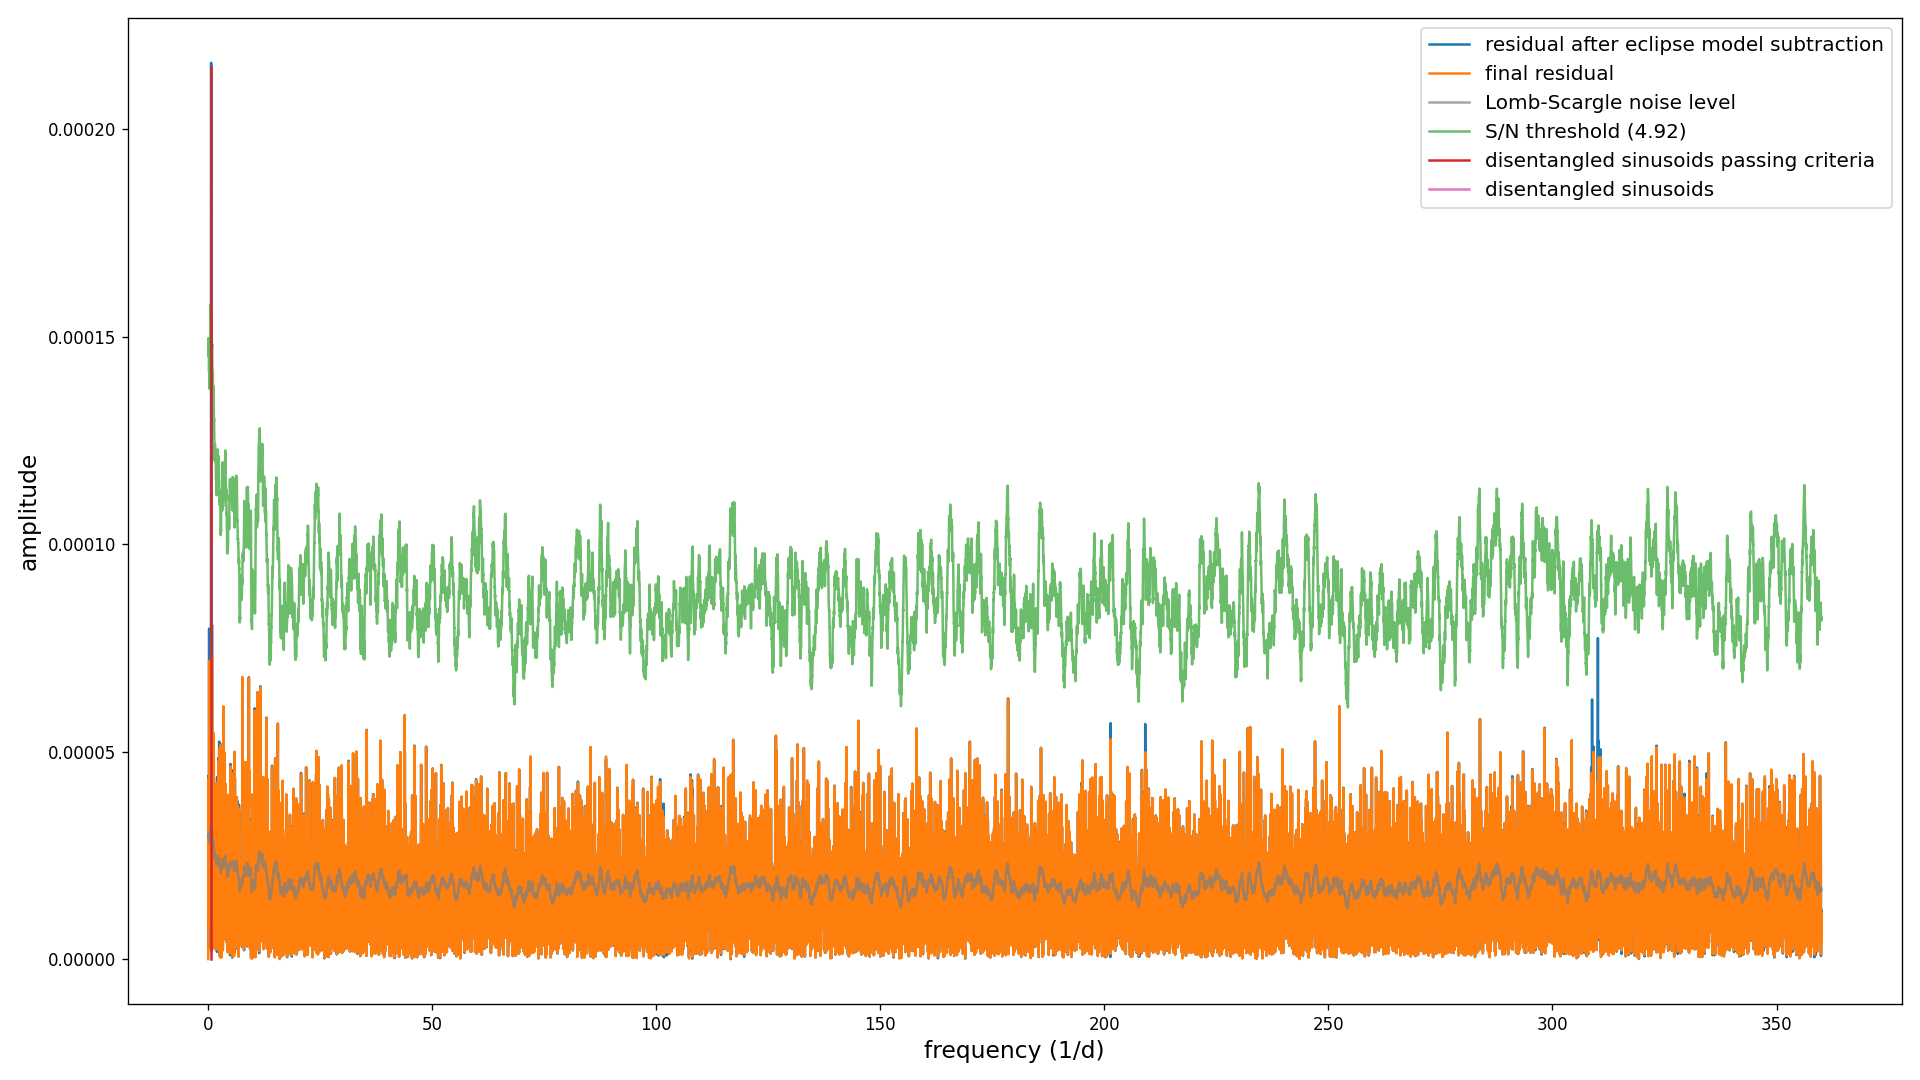 residual after eclipse model subtraction
final residual
Lomb-Scargle noise level
S/N threshold (4.92)
disentangled sinusoids passing criteria
disentangled sinusoids
amplitude
0.00020
0.00015
0.00010
0.00005
0.00000
0 50 100 150 200 250 300 350
frequency (1/d)